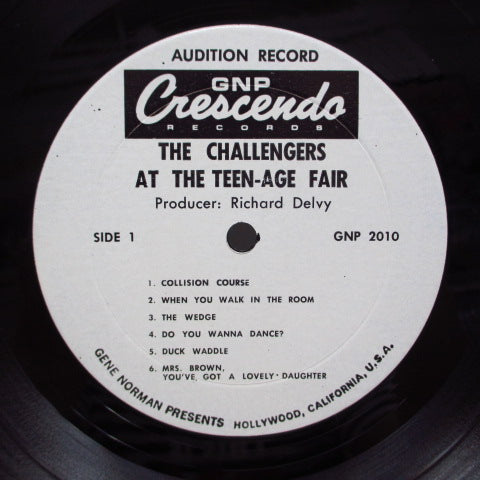 AUDITION RECORD
GNP
Crescendo
RECORDS
THE CHALLENGERS
AT THE TEEN-AGE FAIR
Producer: Richard Delvy
SIDE 1
GNP 2010
1. COLLISION COURSE
2. WHEN YOU WALK IN THE ROOM
3. THE WEDGE
4. DO YOU WANNA DANCE?
5. DUCK WADDLE
6. MRS. BROWN,
YOU'VE GOT A LOVELY DAUGHTER
GENE NORMAN PRESENTS HOLLYWOOD, CALIFORNIA, U.S.A.